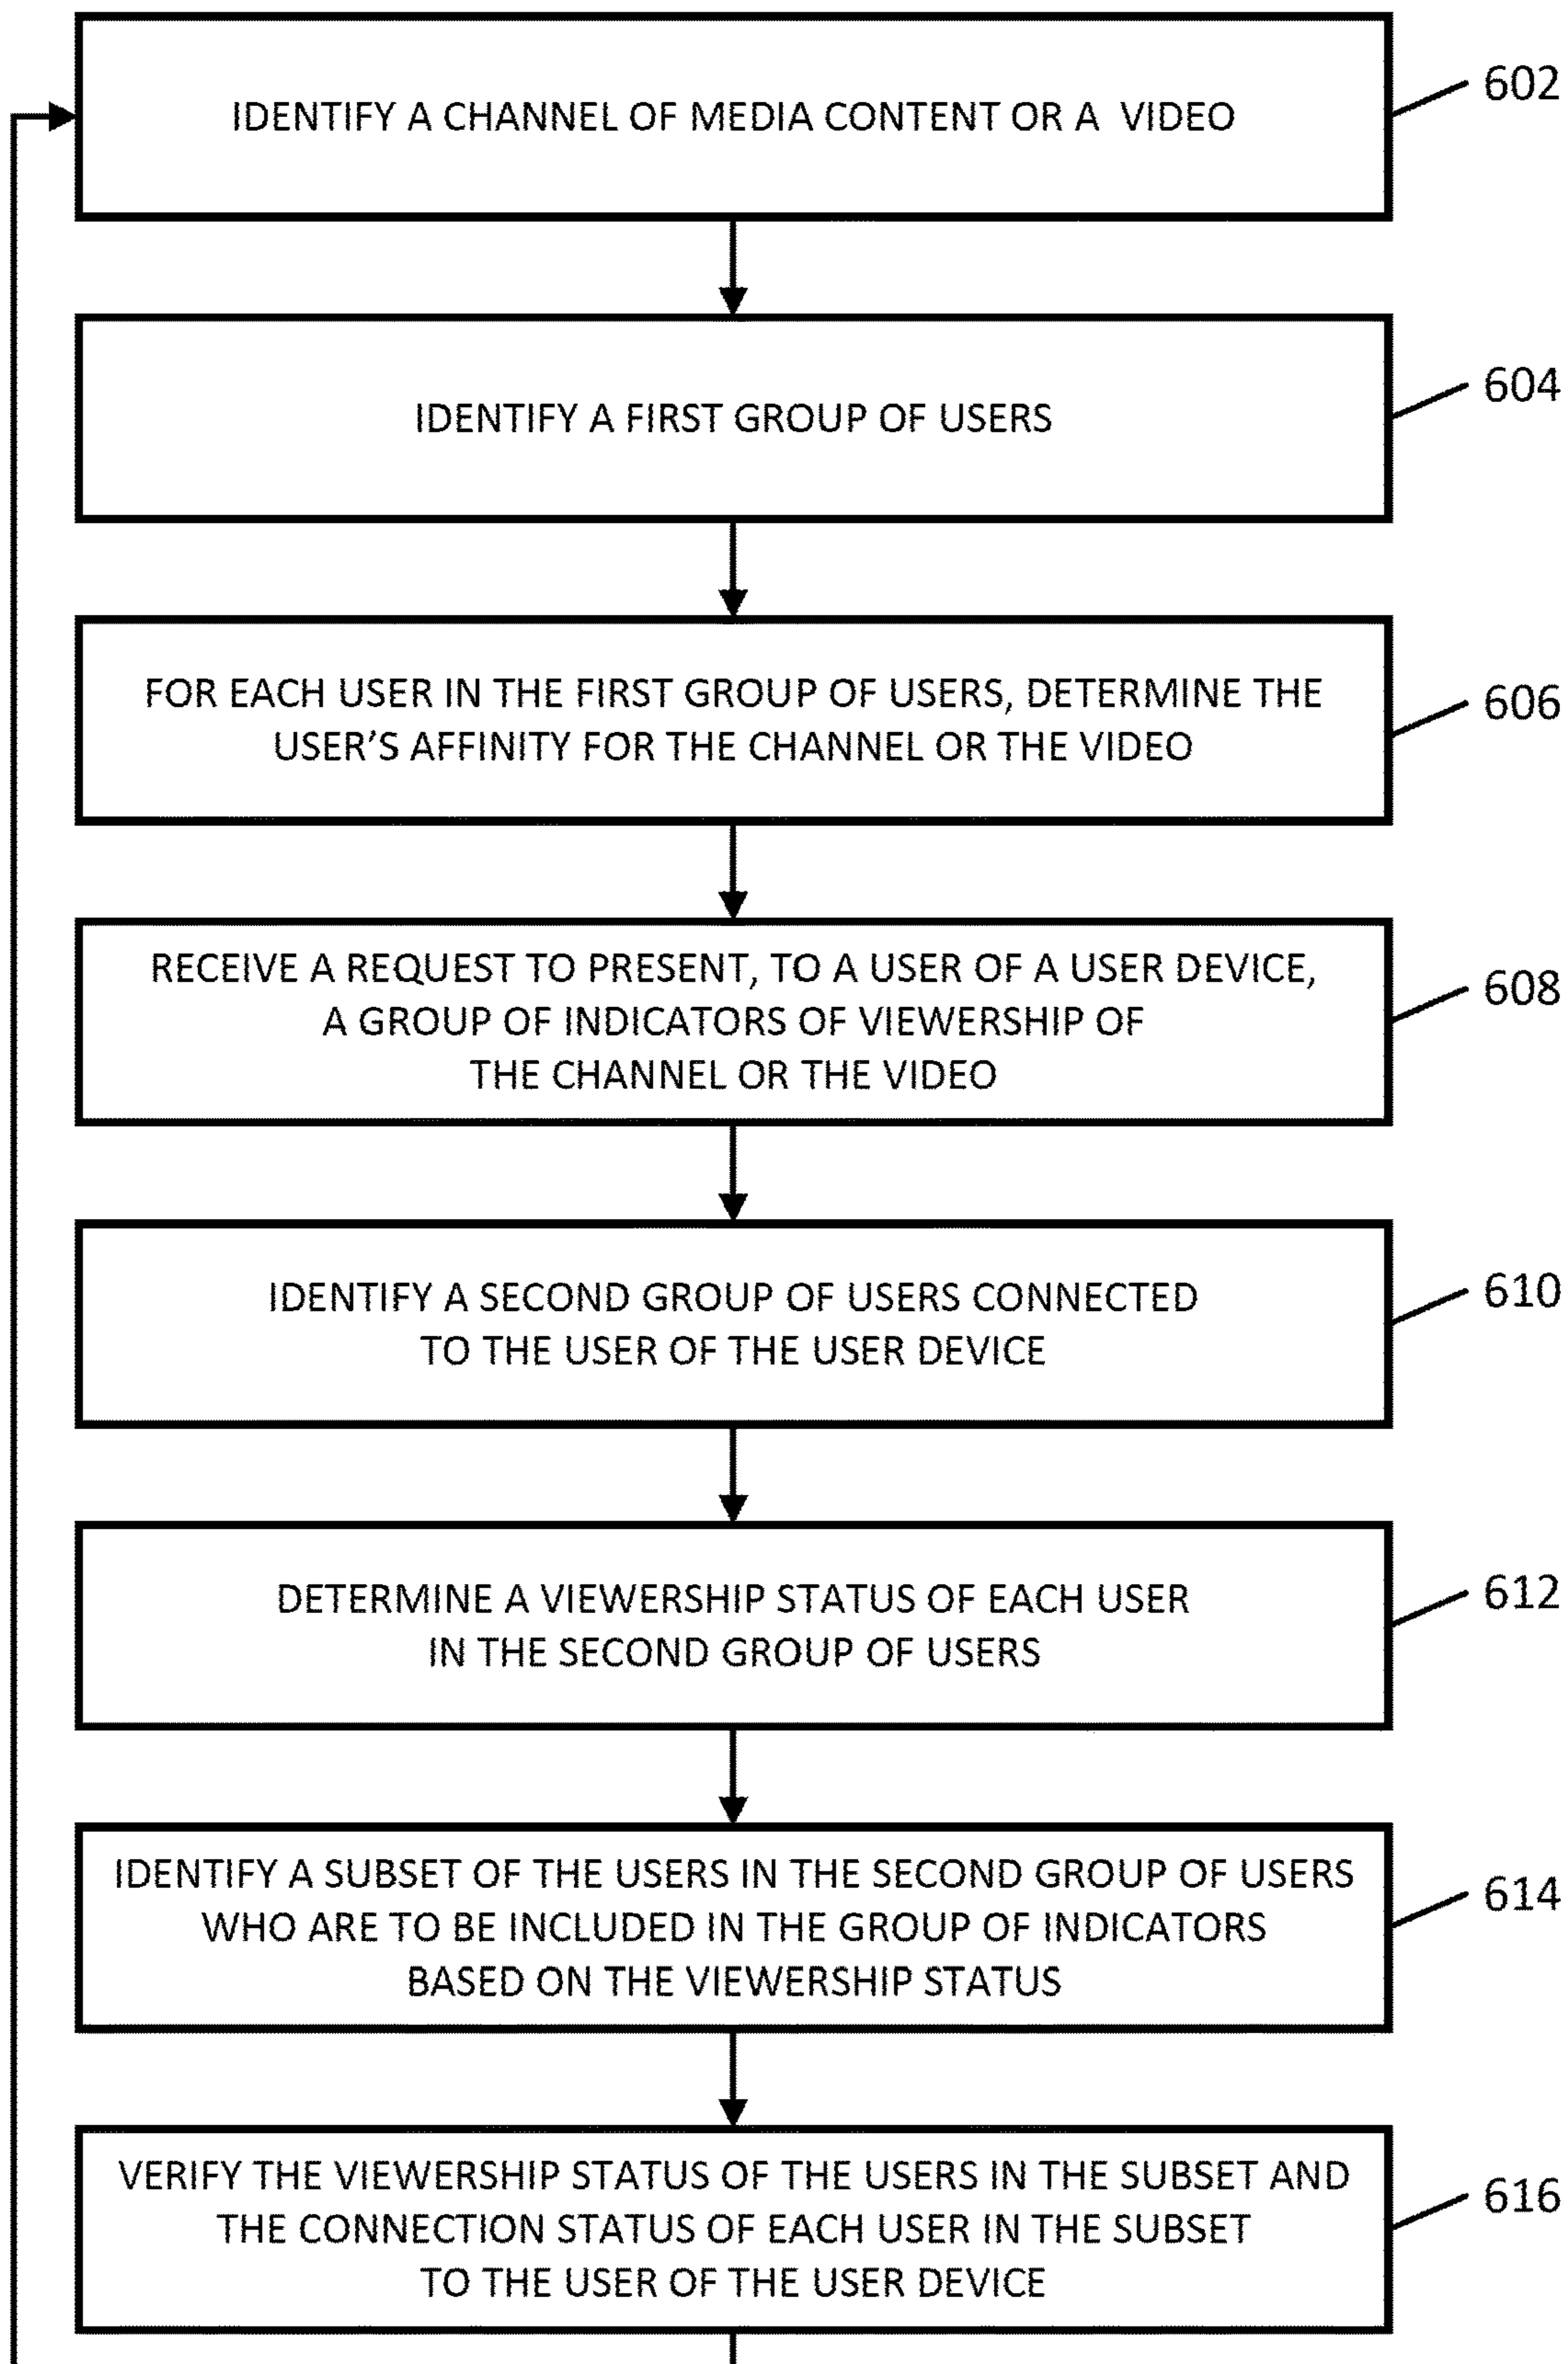 IDENTIFY A CHANNEL OF MEDIA CONTENT OR A VIDEO
602
IDENTIFY A FIRST GROUP OF USERS
604
FOR EACH USER IN THE FIRST GROUP OF USERS, DETERMINE THE
USER'S AFFINITY FOR THE CHANNEL OR THE VIDEO
606
RECEIVE A REQUEST TO PRESENT, TO A USER OF A USER DEVICE,
A GROUP OF INDICATORS OF VIEWERSHIP OF
THE CHANNEL OR THE VIDEO
608
IDENTIFY A SECOND GROUP OF USERS CONNECTED
TO THE USER OF THE USER DEVICE
610
DETERMINE A VIEWERSHIP STATUS OF EACH USER
IN THE SECOND GROUP OF USERS
612
IDENTIFY A SUBSET OF THE USERS IN THE SECOND GROUP OF USERS
WHO ARE TO BE INCLUDED IN THE GROUP OF INDICATORS
BASED ON THE VIEWERSHIP STATUS
614
VERIFY THE VIEWERSHIP STATUS OF THE USERS IN THE SUBSET AND
THE CONNECTION STATUS OF EACH USER IN THE SUBSET
TO THE USER OF THE USER DEVICE
616